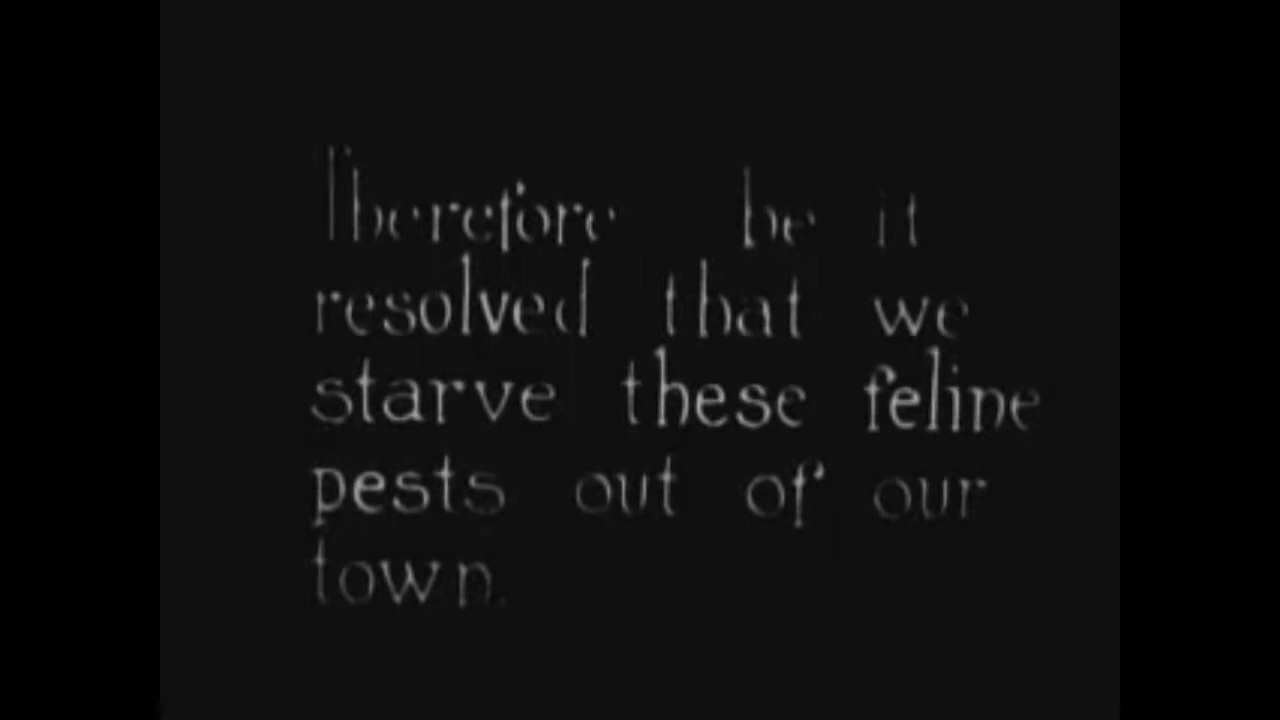 Therefore be it
resolved that we
starve these feline
pests out of our
town.